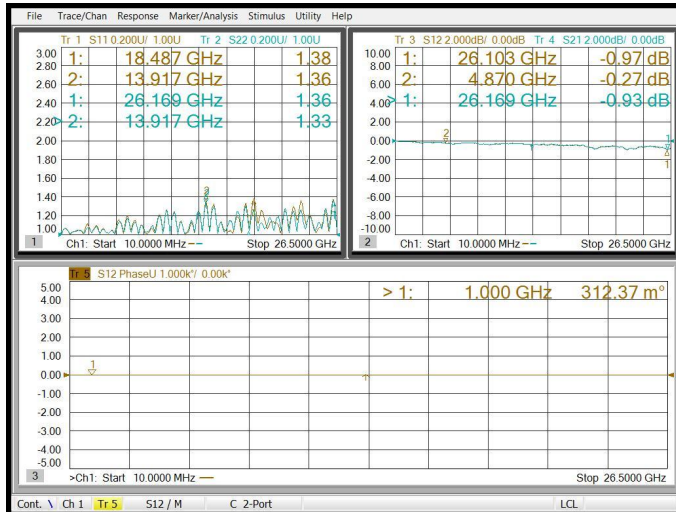 File Trace/Chan Response Marker/Analysis Stimulus Utility Help
Tr 1 S11 0.200U/ 1.00U Tr 2 S22 0.200U/ 1.00U
3.00
2.80
2.60
2.40
2.20
2.00
1.80
1.60
1.40
1.20
1.00
1: 18.487 GHz 1.38
2: 13.917 GHz 1.36
1: 26.169 GHz 1.36
> 2: 13.917 GHz 1.33
2
1 Ch1: Start 10.0000 MHz Stop 26.5000 GHz
Tr 3 S12 2.000dB/ 0.00dB Tr 4 S21 2.000dB/ 0.00dB
10.00
8.00
6.00
4.00
2.00
0.00
-2.00
-4.00
-6.00
-8.00
-10.00
1: 26.103 GHz -0.97 dB
2: 4.870 GHz -0.27 dB
> 1: 26.169 GHz -0.93 dB
2
1
1
2 Ch1: Start 10.0000 MHz Stop 26.5000 GHz
Tr 5 S12 PhaseU 1.000k°/ 0.00k°
5.00
4.00
3.00
2.00
1.00
0.00
-1.00
-2.00
-3.00
-4.00
-5.00
> 1: 1.000 GHz 312.37 m°
1
3 >Ch1: Start 10.0000 MHz Stop 26.5000 GHz
Cont. Ch 1 Tr 5 S12 / M C 2-Port LCL